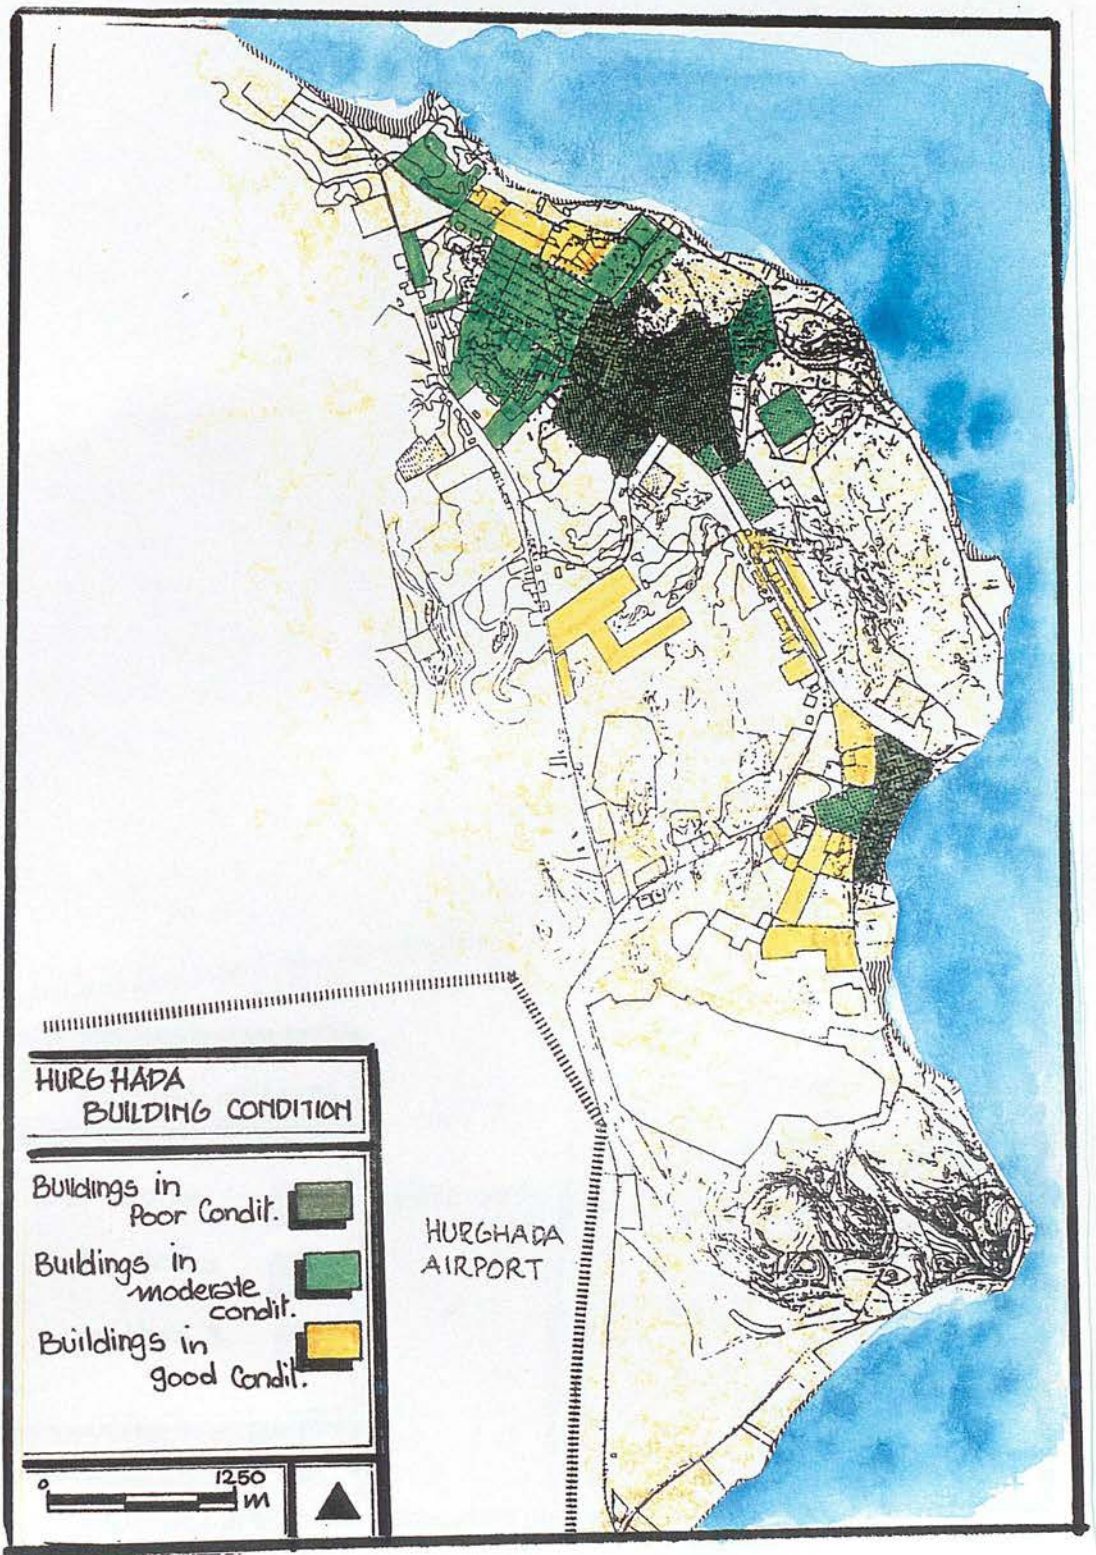 HURGHADA
BUILDING CONDITION
Buildings in
Poor Condit.
Buildings in
moderate
condit.
Buildings in
good Condit.
0 1250
m
HURGHADA
AIRPORT